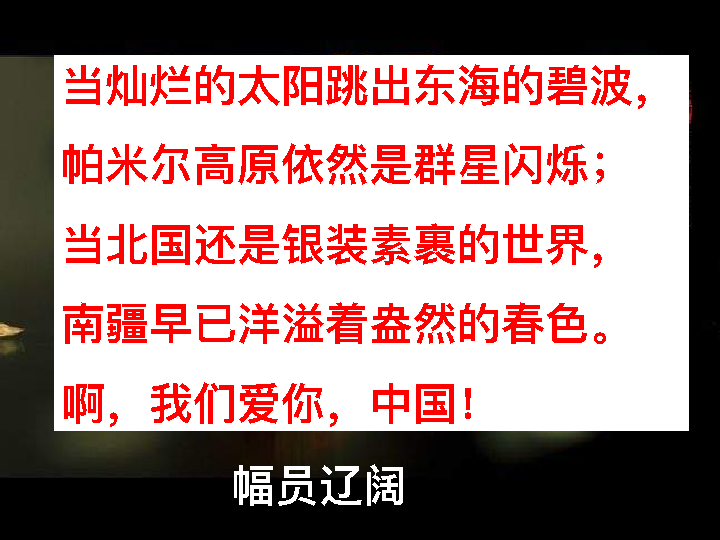 当灿烂的太阳跳出东海的碧波，
帕米尔高原依然是群星闪烁；
当北国还是银装素裹的世界，
南疆早已洋溢着盎然的春色。
啊，我们爱你，中国！
幅员辽阔